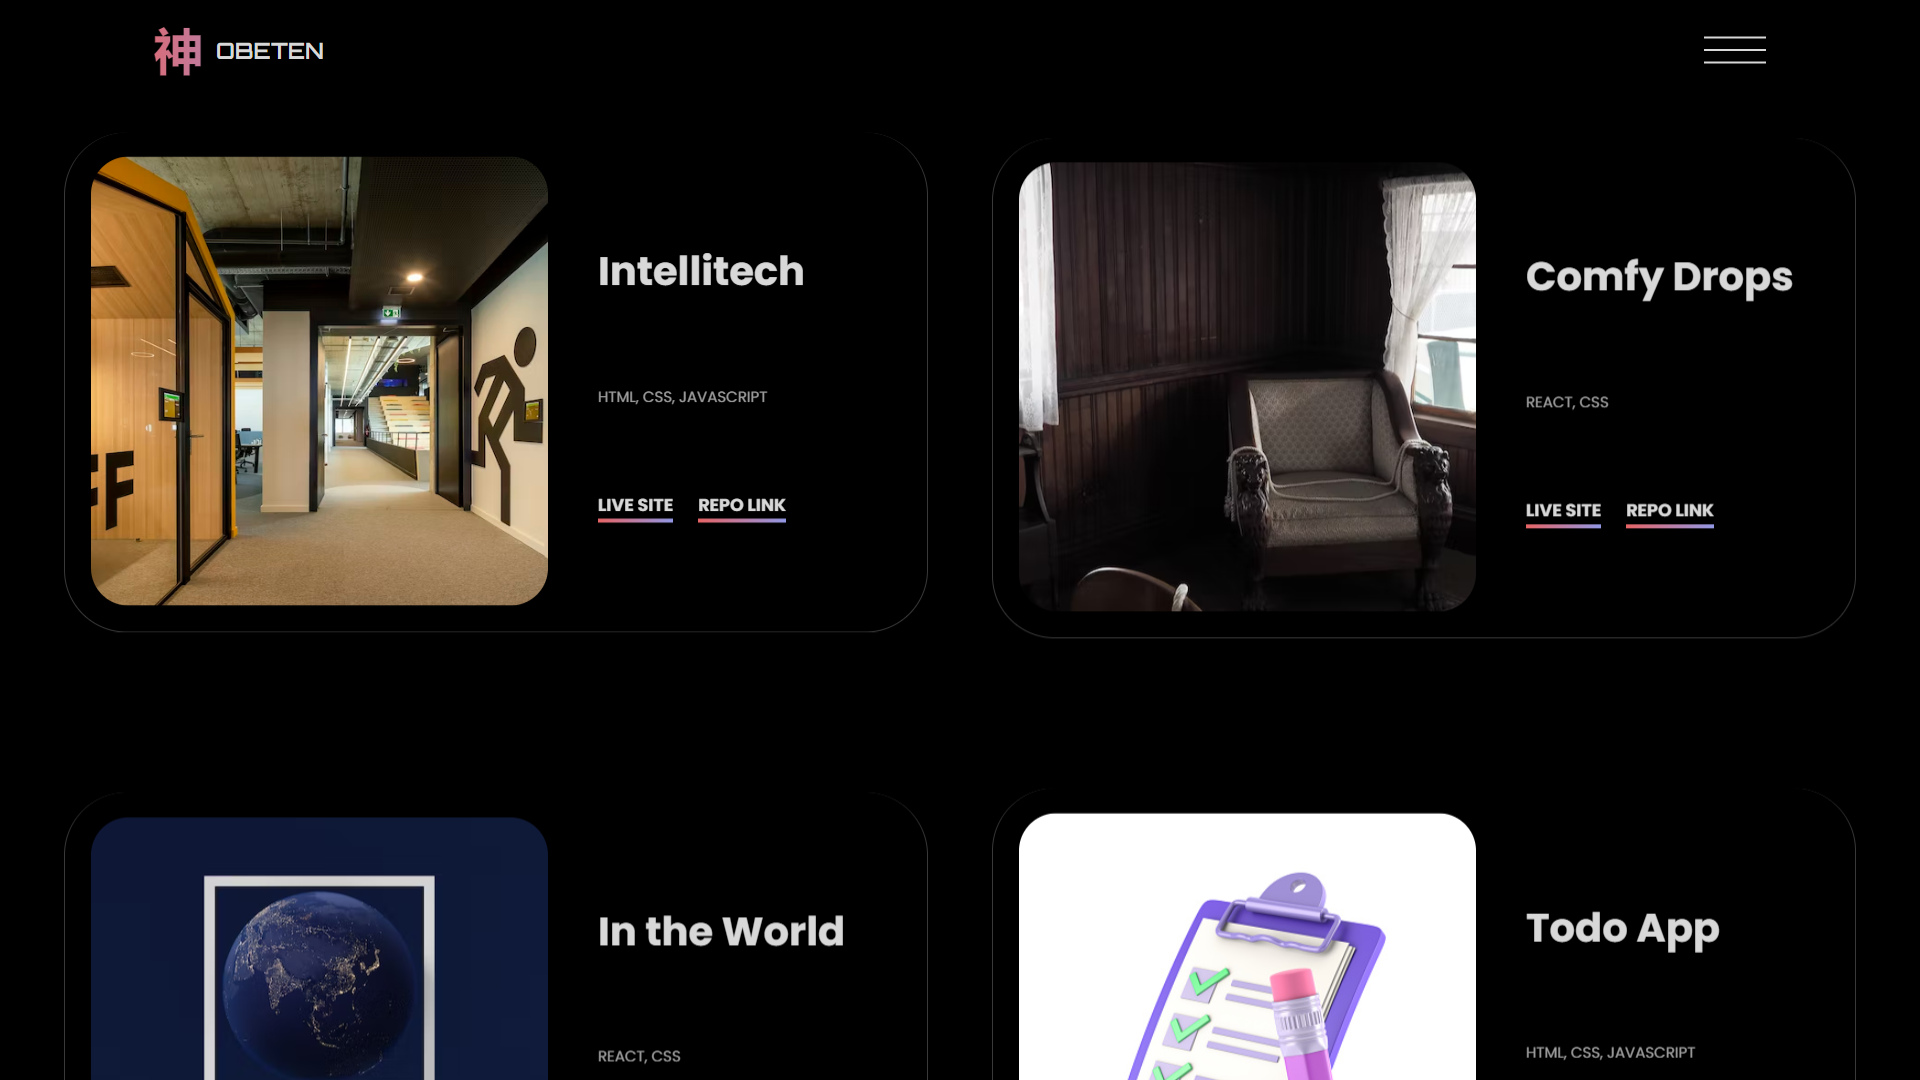 神 OBETEN
Intellitech
HTML, CSS, JAVASCRIPT
LIVE SITE REPO LINK
Comfy Drops
REACT, CSS
LIVE SITE REPO LINK
In the World
REACT, CSS
Todo App
HTML, CSS, JAVASCRIPT